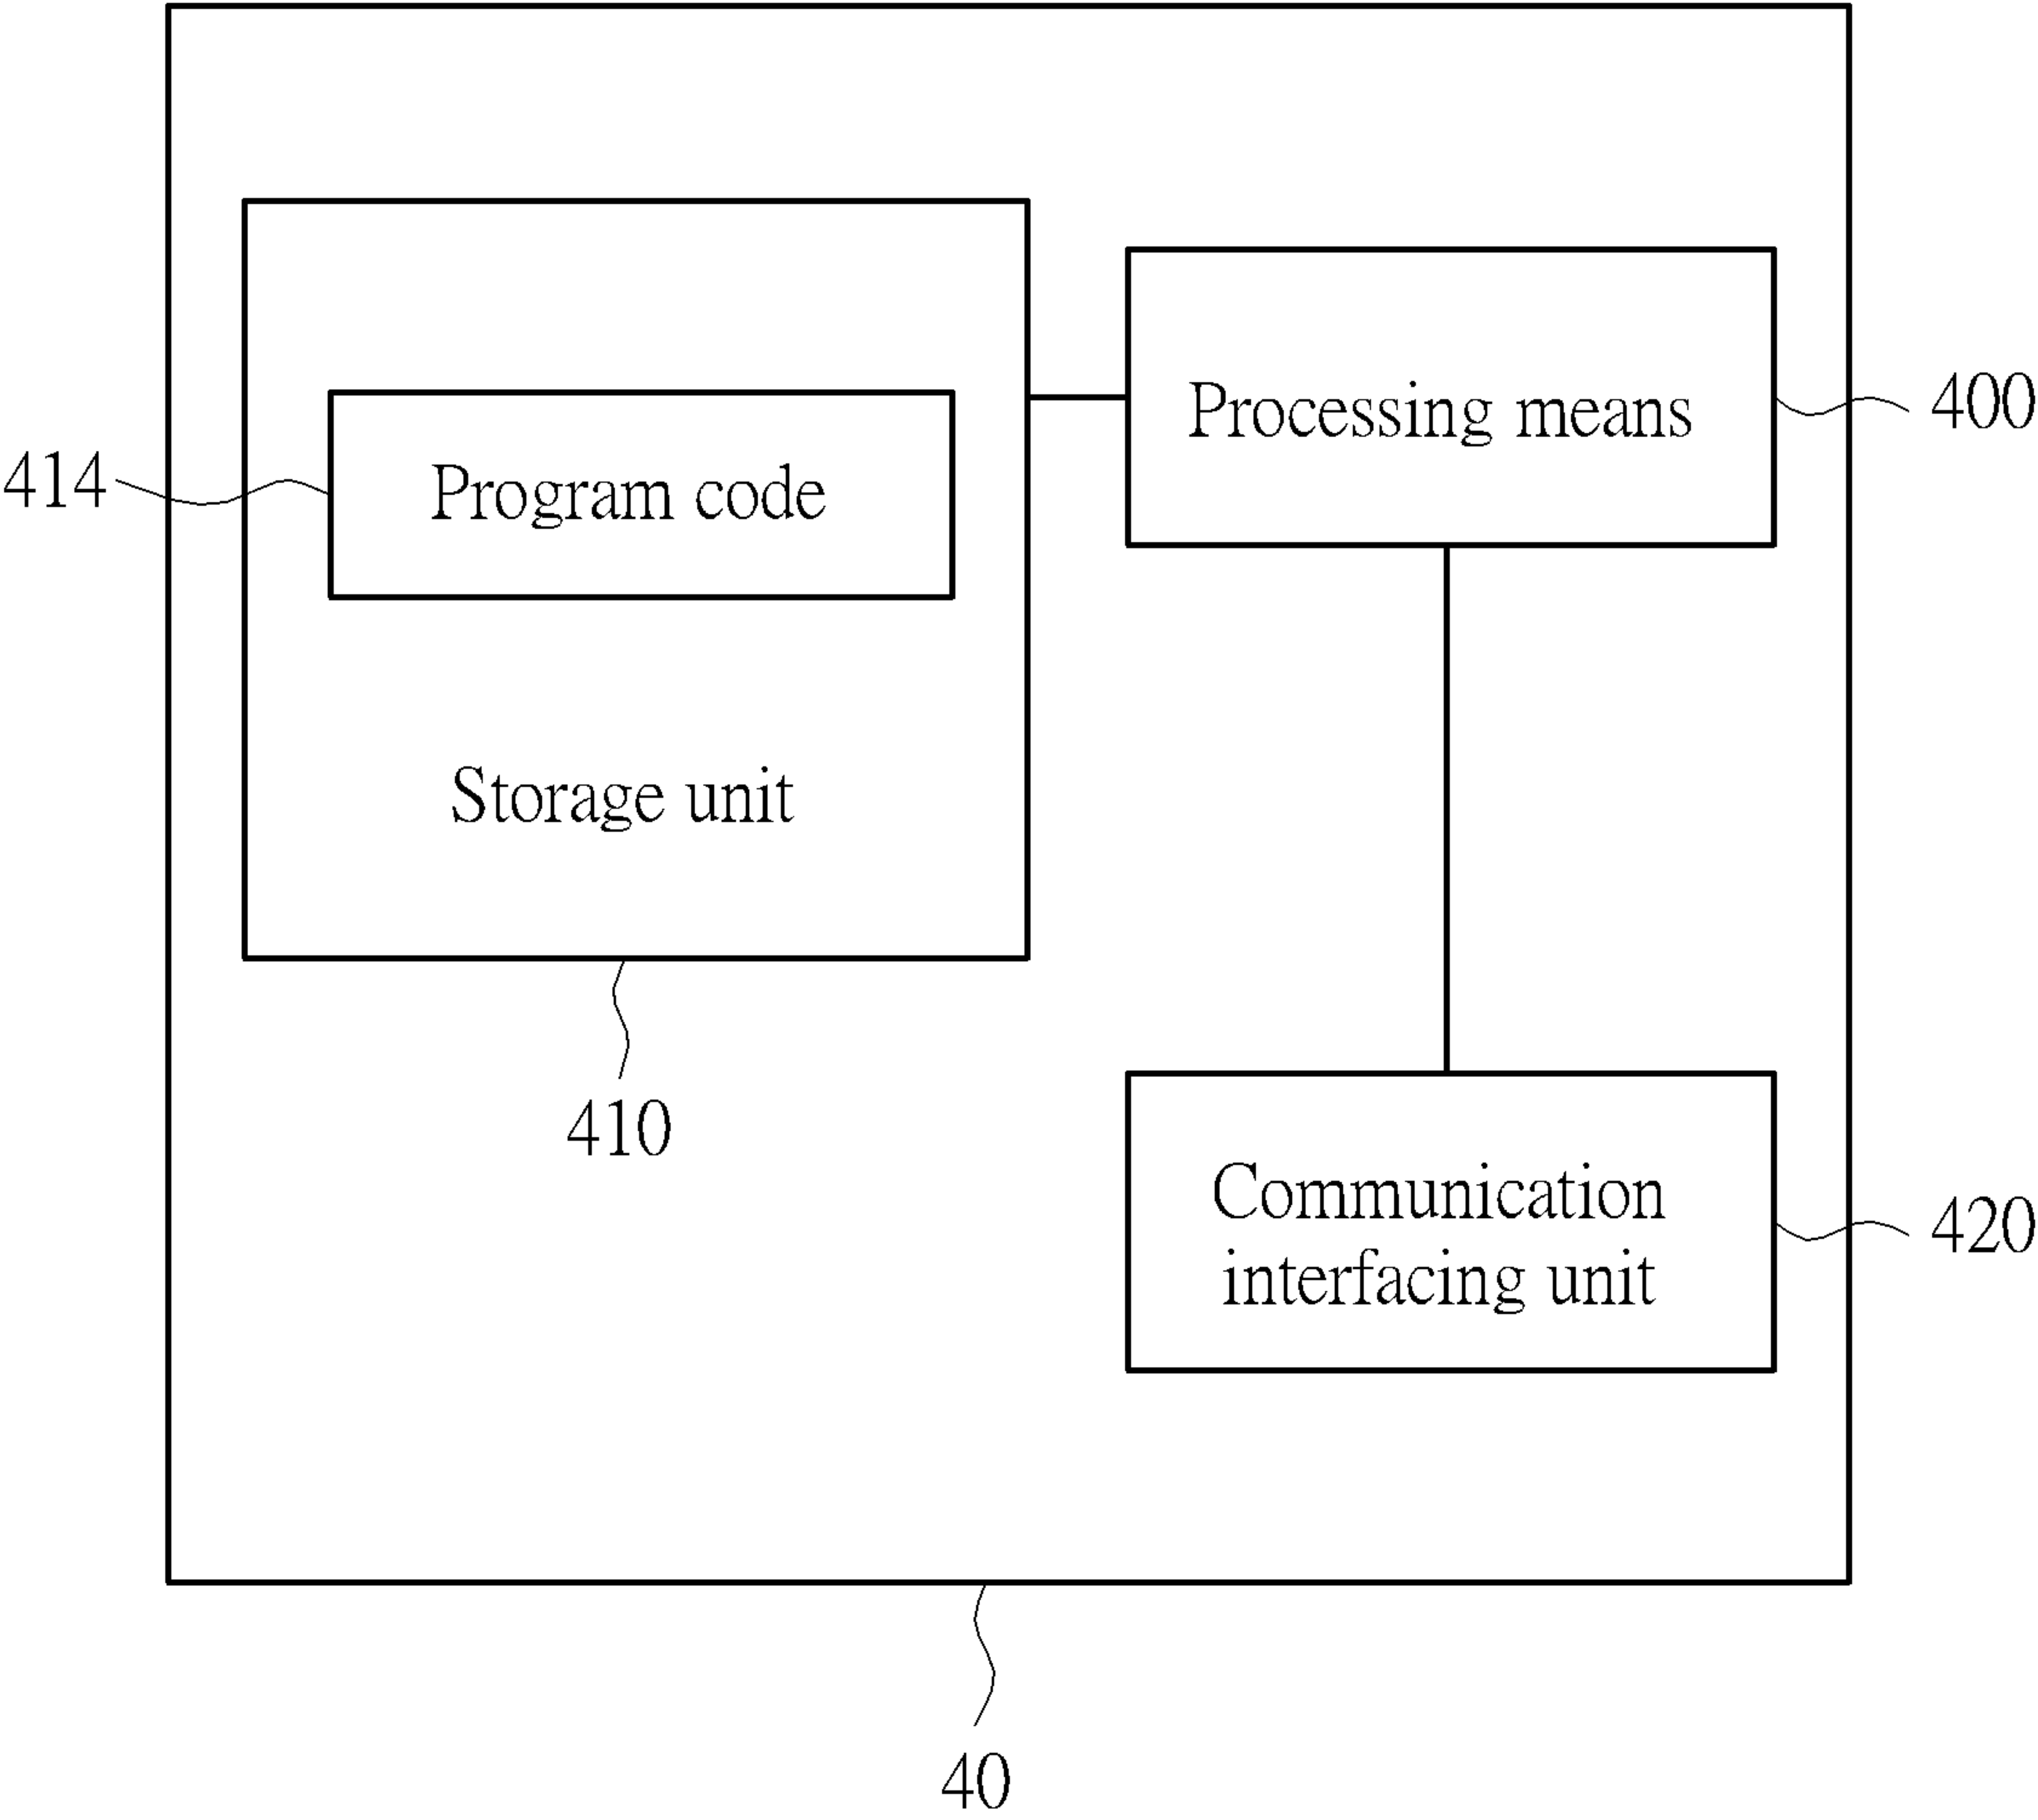 Processing means
400
414
Program code
Storage unit
410
Communication
interfacing unit
420
40